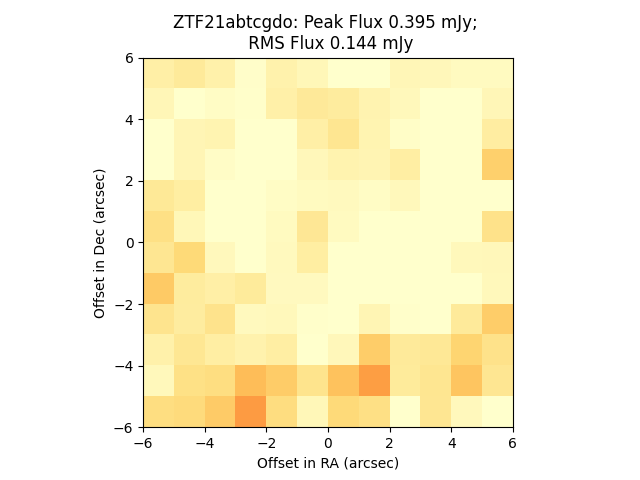 ZTF21abtcgdo: Peak Flux 0.395 mJy;
RMS Flux 0.144 mJy
6
4
2
0
−2
−4
−6
Offset in Dec (arcsec)
−6 −4 −2 0 2 4 6
Offset in RA (arcsec)